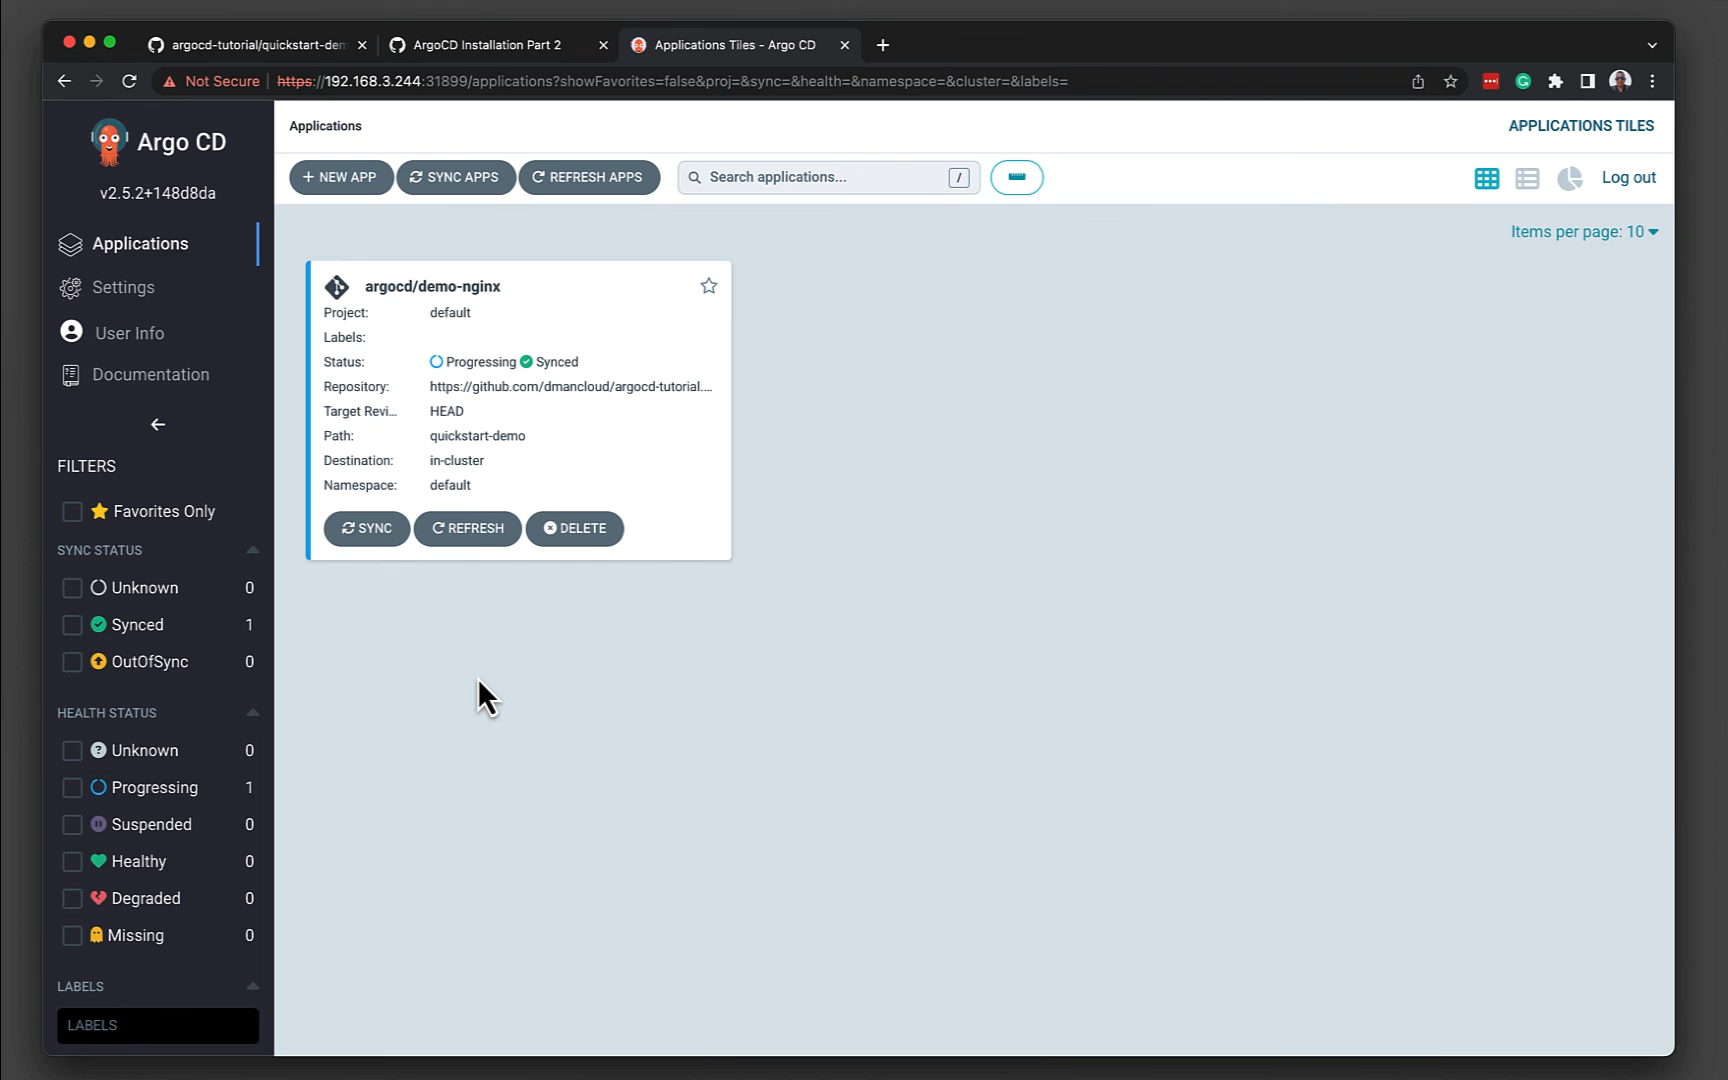 argocd-tutorial/quickstart-den
ArgoCD Installation Part 2
Applications Tiles - Argo CD
Not Secure
https://192.168.3.244:31899/applications?showFavorites=false&proj=&sync=&health=&namespace=&cluster=&labels=
Argo CD
v2.5.2+148d8da
Applications
Settings
User Info
Documentation
FILTERS
Favorites Only
SYNC STATUS
Unknown 0
Synced 1
OutOfSync 0
HEALTH STATUS
Unknown 0
Progressing 1
Suspended 0
Healthy 0
Degraded 0
Missing 0
LABELS
LABELS
Applications
APPLICATIONS TILES
+ NEW APP
SYNC APPS
REFRESH APPS
Search applications...
/
Log out
Items per page: 10
argocd/demo-nginx
Project: default
Labels:
Status: Progressing Synced
Repository: https://github.com/dmancloud/argocd-tutorial....
Target Revi... HEAD
Path: quickstart-demo
Destination: in-cluster
Namespace: default
SYNC
REFRESH
DELETE